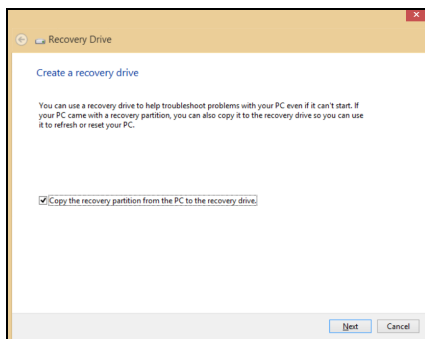 Recovery Drive
Create a recovery drive
You can use a recovery drive to help troubleshoot problems with your PC even if it can't start. If
your PC came with a recovery partition, you can also copy it to the recovery drive so you can use
it to refresh or reset your PC.
Copy the recovery partition from the PC to the recovery drive.
Next Cancel